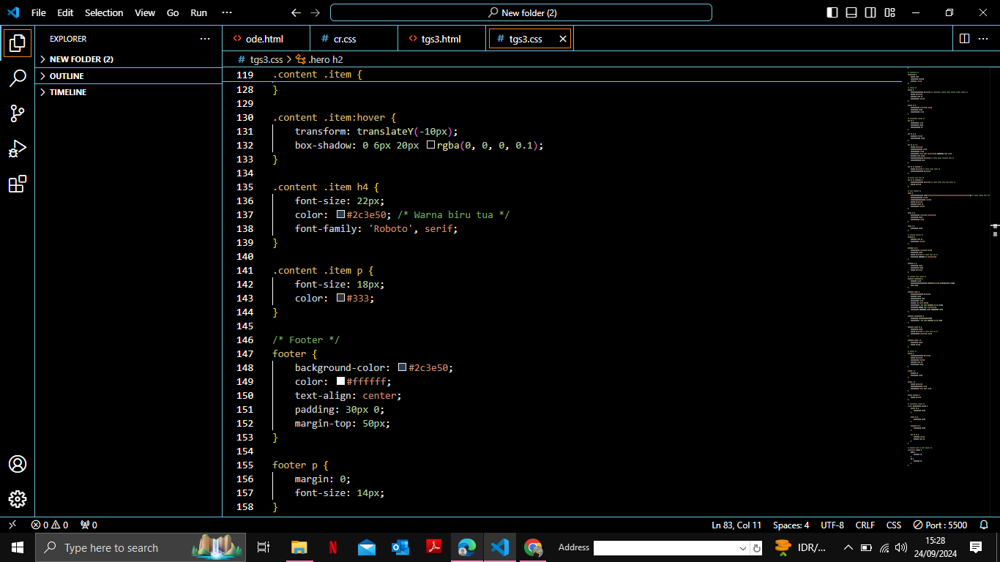 File Edit Selection View Go Run ···
New folder (2)
EXPLORER ···
NEW FOLDER (2)
OUTLINE
TIMELINE
<> ode.html
# cr.css
<> tgs3.html
# tgs3.css
# tgs3.css > .hero h2
119 .content .item {
128 }
129
130 .content .item:hover {
131 transform: translateY(-10px);
132 box-shadow: 0 6px 20px rgba(0, 0, 0, 0.1);
133 }
134
135 .content .item h4 {
136 font-size: 22px;
137 color: #2c3e50; /* Warna biru tua */
138 font-family: 'Roboto', serif;
139 }
140
141 .content .item p {
142 font-size: 18px;
143 color: #333;
144 }
145
146 /* Footer */
147 footer {
148 background-color: #2c3e50;
149 color: #ffffff;
150 text-align: center;
151 padding: 30px 0;
152 margin-top: 50px;
153 }
154
155 footer p {
156 margin: 0;
157 font-size: 14px;
158 }
0 0 0
Ln 83, Col 11 Spaces: 4 UTF-8 CRLF CSS Port : 5500
Type here to search
Address
IDR/...
15:28
24/09/2024